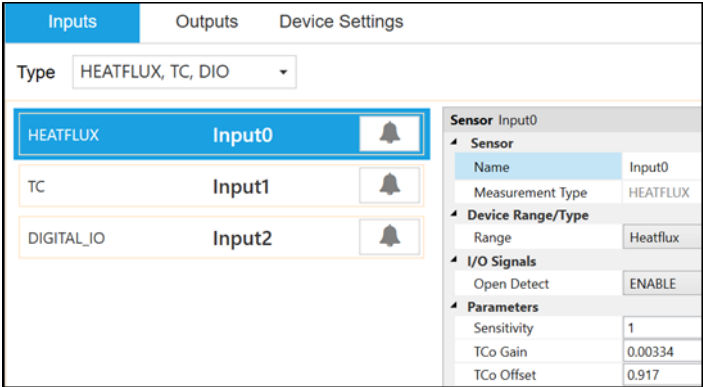 Inputs Outputs Device Settings
Type HEATFLUX, TC, DIO
HEATFLUX Input0
TC Input1
DIGITAL_IO Input2
Sensor Input0
Sensor
Name Input0
Measurement Type HEATFLUX
Device Range/Type
Range Heatflux
I/O Signals
Open Detect ENABLE
Parameters
Sensitivity 1
TCo Gain 0.00334
TCo Offset 0.917